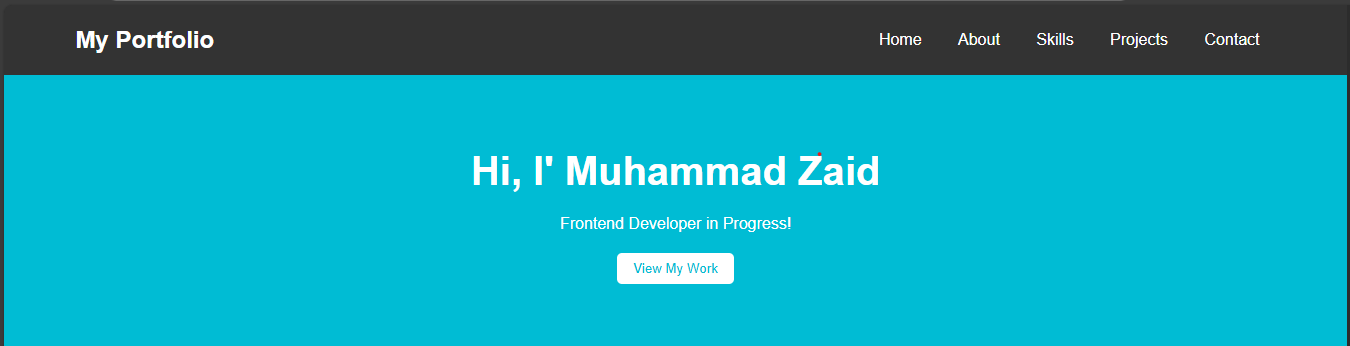 My Portfolio
Home About Skills Projects Contact
Hi, I' Muhammad Zaid
Frontend Developer in Progress!
View My Work